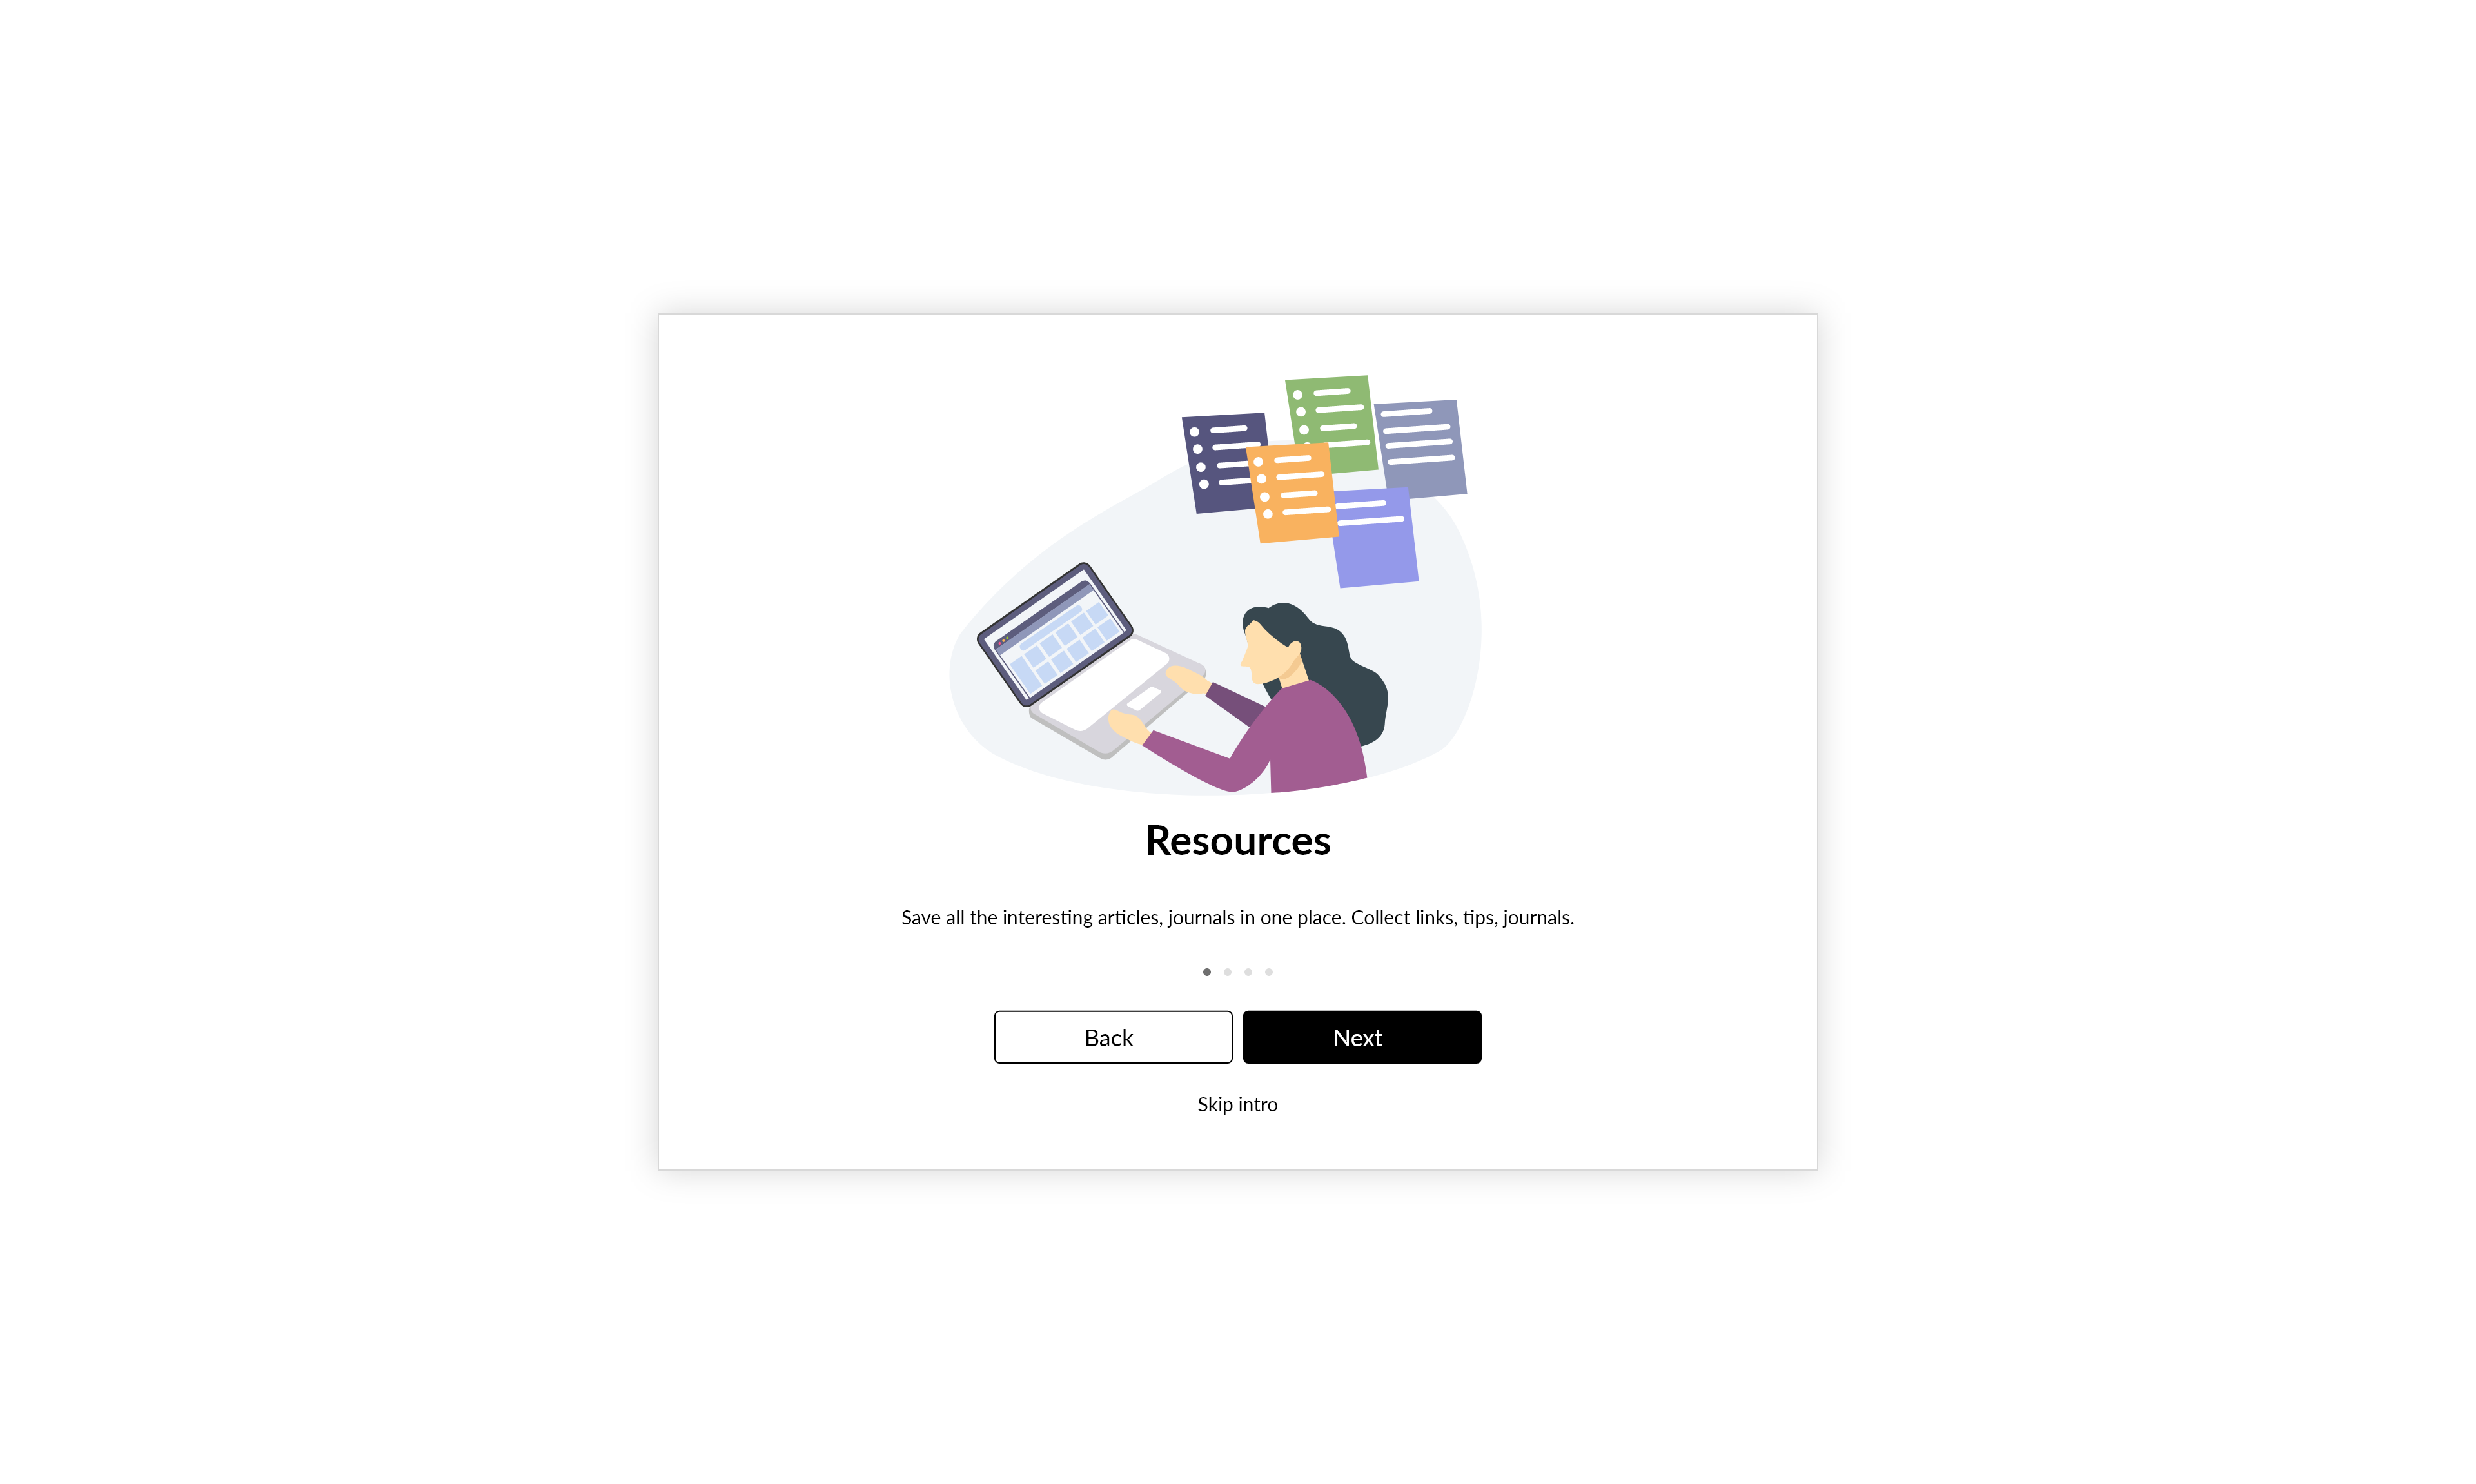 Resources
Save all the interesting articles, journals in one place. Collect links, tips, journals.
Back
Next
Skip intro